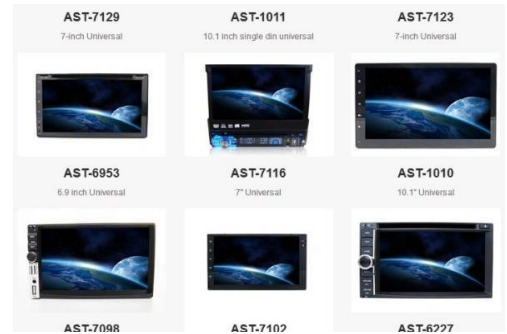 AST-7129
AST-1011
AST-7123
7-inch Universal
10.1 inch single din universal
7-inch Universal
AST-6953
AST-7116
AST-1010
6.9 inch Universal
7" Universal
10.1" Universal
AST-7098
AST-7102
AST-6227